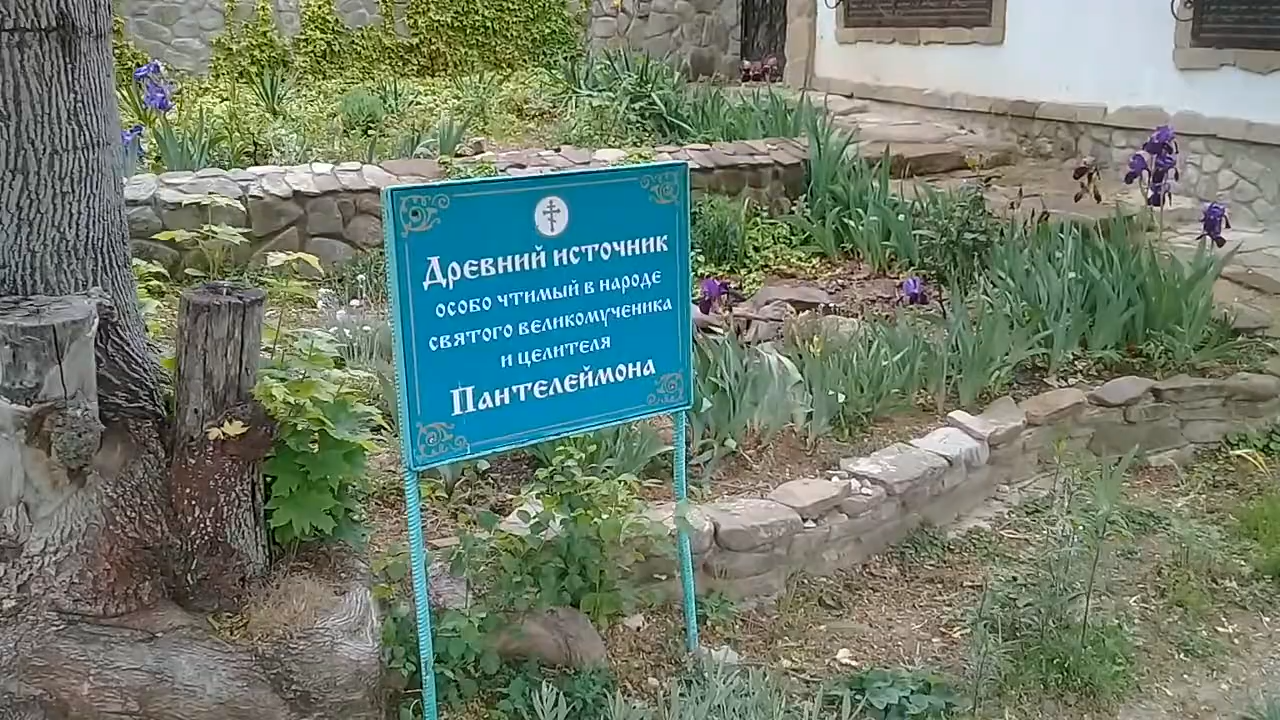 Древний источник
особо чтимый в народе
святого великомученика
и целителя
Пантелеймона